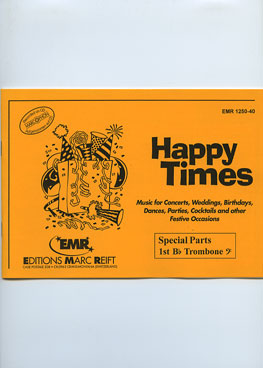 EMR 1250-40
Happy
Times
Music for Concerts, Weddings, Birthdays,
Dances, Parties, Cocktails and other
Festive Occasions
Special Parts
1st B♭ Trombone 𝄢
EMR
EDITIONS MARC REIFT